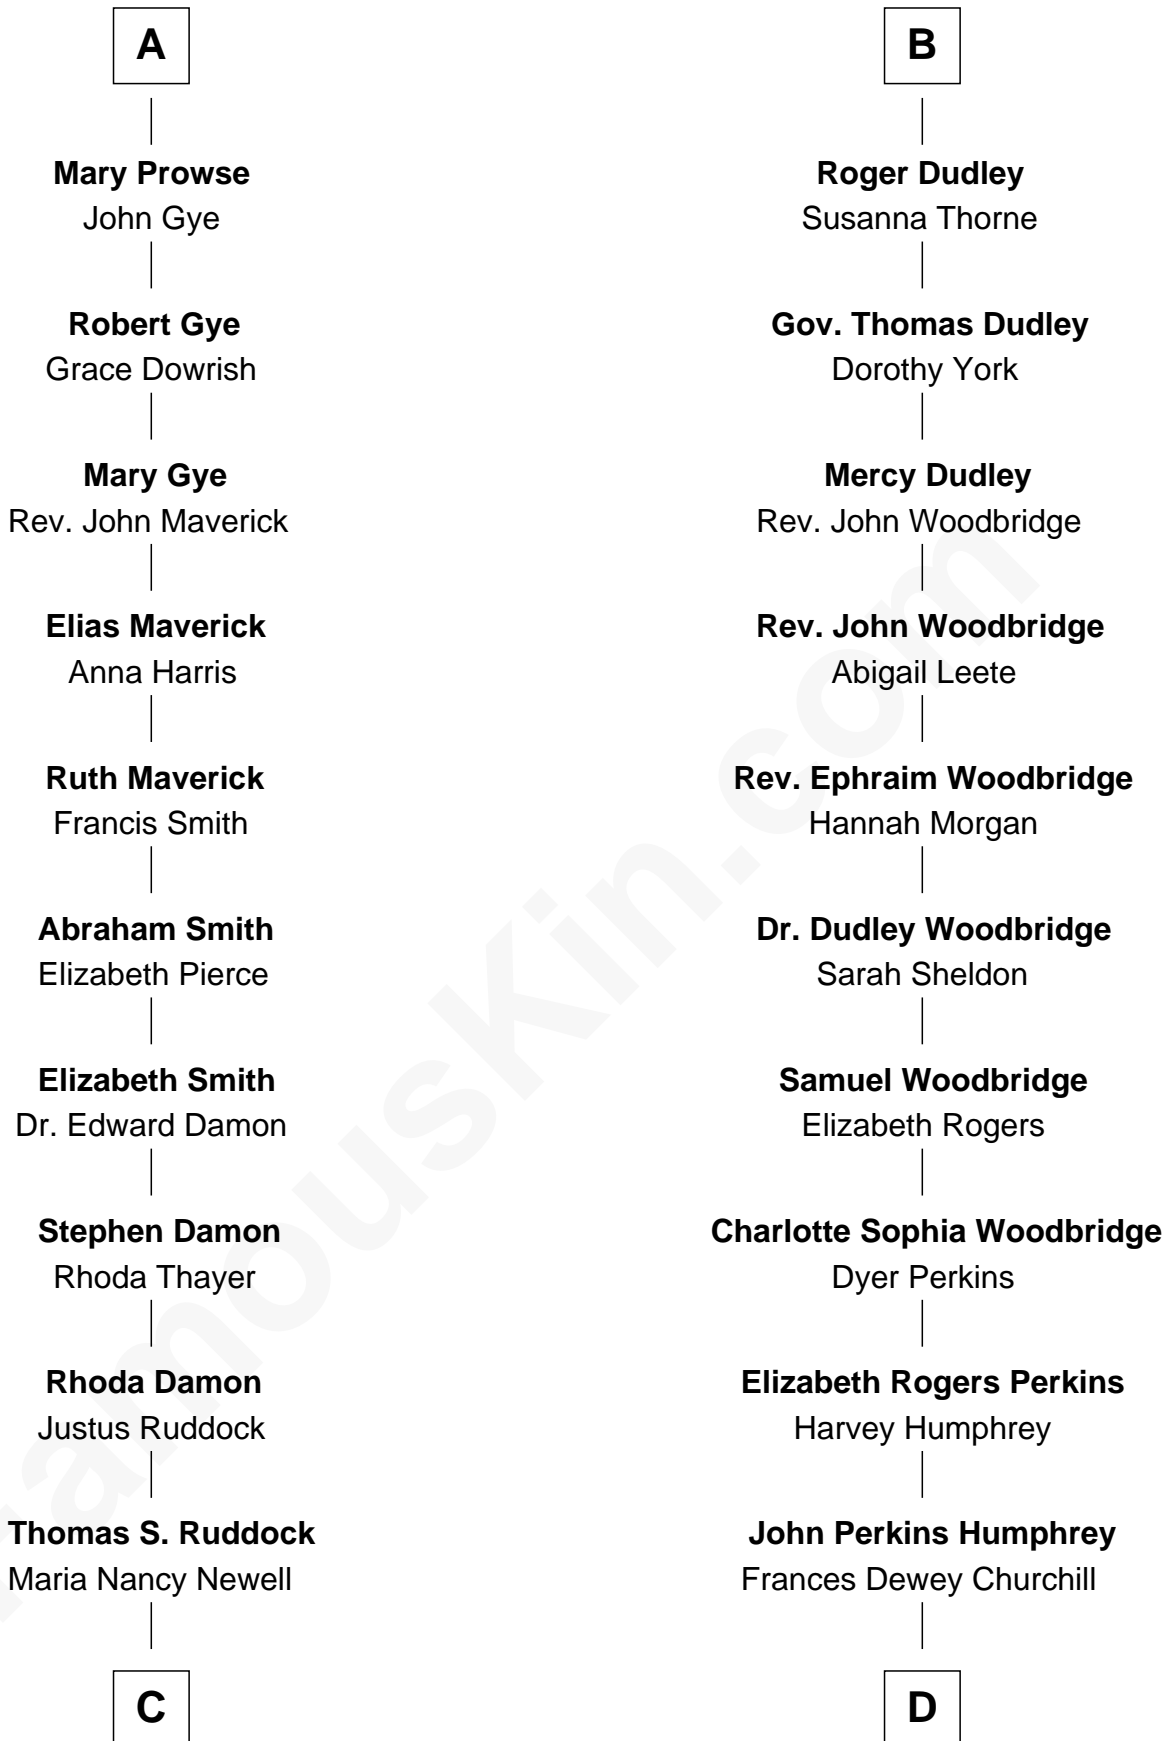 A
Mary Prowse
John Gye
Robert Gye
Grace Dowrish
Mary Gye
Rev. John Maverick
Elias Maverick
Anna Harris
Ruth Maverick
Francis Smith
Abraham Smith
Elizabeth Pierce
Elizabeth Smith
Dr. Edward Damon
Stephen Damon
Rhoda Thayer
Rhoda Damon
Justus Ruddock
Thomas S. Ruddock
Maria Nancy Newell
C
B
Roger Dudley
Susanna Thorne
Gov. Thomas Dudley
Dorothy York
Mercy Dudley
Rev. John Woodbridge
Rev. John Woodbridge
Abigail Leete
Rev. Ephraim Woodbridge
Hannah Morgan
Dr. Dudley Woodbridge
Sarah Sheldon
Samuel Woodbridge
Elizabeth Rogers
Charlotte Sophia Woodbridge
Dyer Perkins
Elizabeth Rogers Perkins
Harvey Humphrey
John Perkins Humphrey
Frances Dewey Churchill
D
FamousKin.com